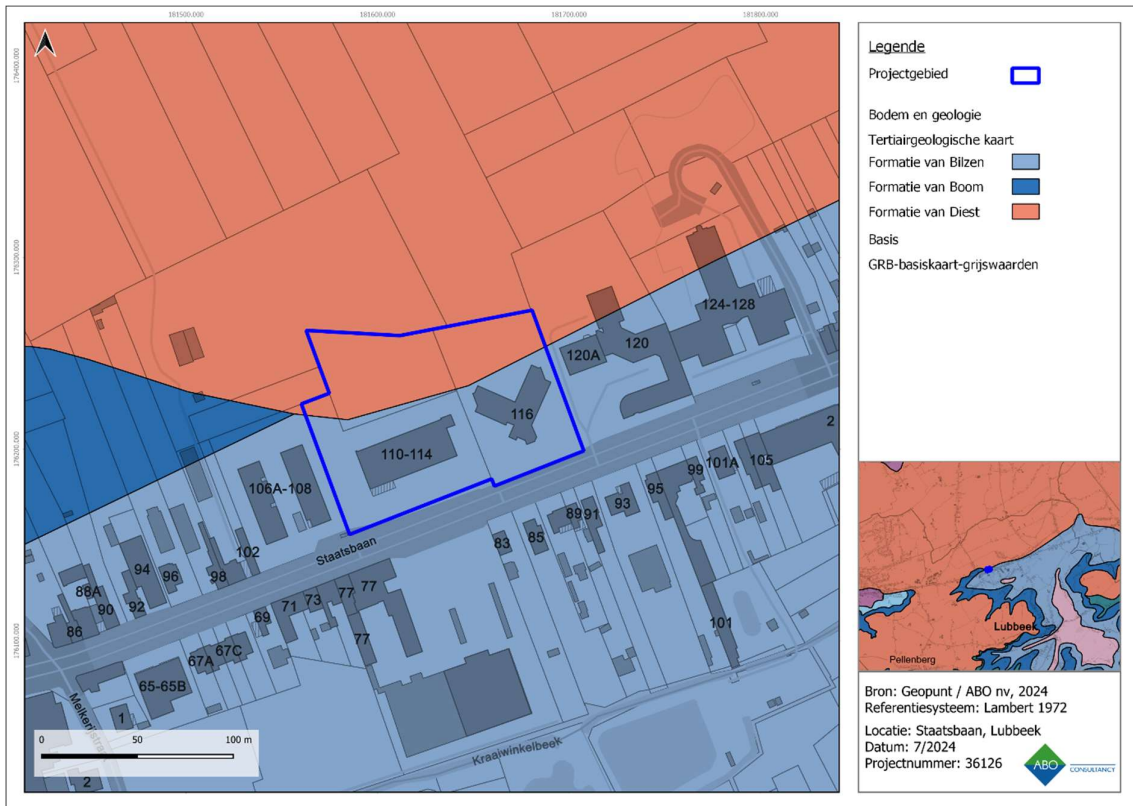 181500.000
181600.000
181700.000
181800.000
176400.000
176300.000
176200.000
176100.000
124-128
120
120A
116
110-114
2
105
101A
99
95
93
91
89
85
83
106A-108
Staatsbaan
102
98
96
94
92
88A
90
86
77
77
77
73
71
69
67C
67A
65-65B
101
1
2
Melkerijstraat
Kraaiwinkelbeek
0 50 100 m
Legende
Projectgebied
Bodem en geologie
Tertiairgeologische kaart
Formatie van Bilzen
Formatie van Boom
Formatie van Diest
Basis
GRB-basiskaart-grijswaarden
Lubbeek
Pellenberg
Bron: Geopunt / ABO nv, 2024
Referentiesysteem: Lambert 1972
Locatie: Staatsbaan, Lubbeek
Datum: 7/2024
Projectnummer: 36126
ABO CONSULTANCY